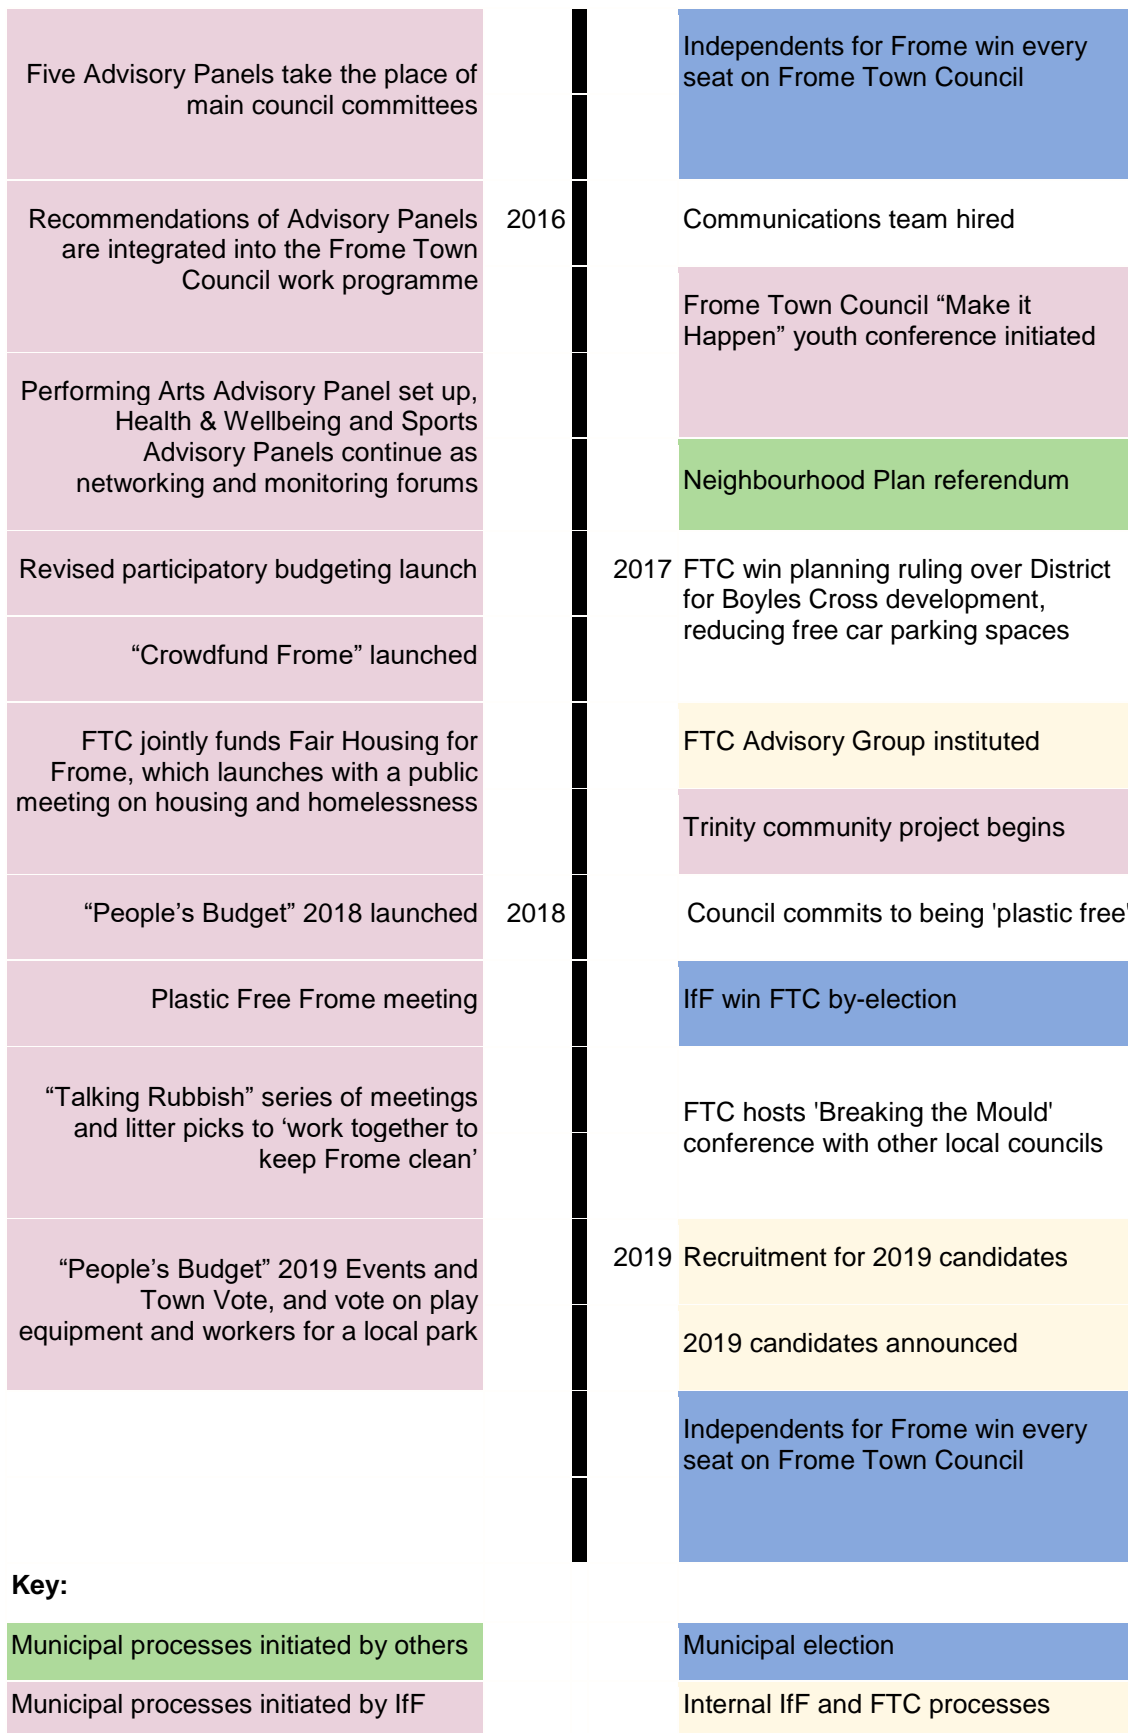 Five Advisory Panels take the place of
main council committees
Independents for Frome win every
seat on Frome Town Council
Recommendations of Advisory Panels
are integrated into the Frome Town
Council work programme
2016
Communications team hired
Frome Town Council “Make it
Happen” youth conference initiated
Performing Arts Advisory Panel set up,
Health & Wellbeing and Sports
Advisory Panels continue as
networking and monitoring forums
Neighbourhood Plan referendum
Revised participatory budgeting launch
2017
FTC win planning ruling over District
for Boyles Cross development,
reducing free car parking spaces
“Crowdfund Frome” launched
FTC jointly funds Fair Housing for
Frome, which launches with a public
meeting on housing and homelessness
FTC Advisory Group instituted
Trinity community project begins
“People’s Budget” 2018 launched
2018
Council commits to being 'plastic free'
Plastic Free Frome meeting
IfF win FTC by-election
“Talking Rubbish” series of meetings
and litter picks to ‘work together to
keep Frome clean’
FTC hosts 'Breaking the Mould'
conference with other local councils
“People’s Budget” 2019 Events and
Town Vote, and vote on play
equipment and workers for a local park
2019
Recruitment for 2019 candidates
2019 candidates announced
Independents for Frome win every
seat on Frome Town Council
Key:
Municipal processes initiated by others
Municipal election
Municipal processes initiated by IfF
Internal IfF and FTC processes